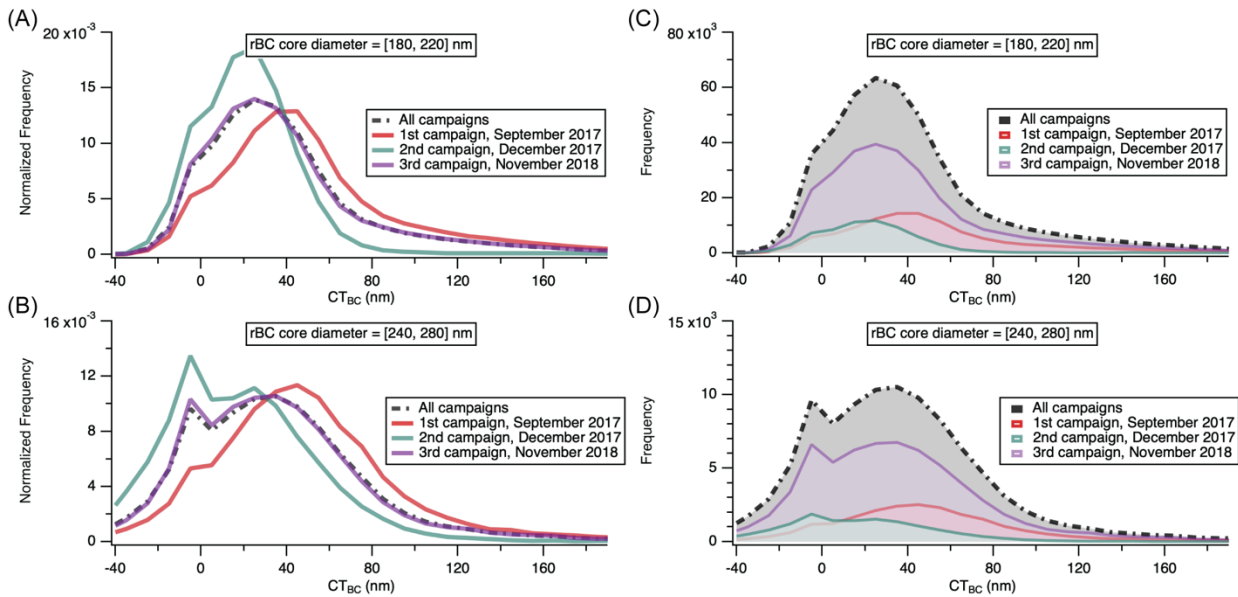 (A)
20 x10-3
15
10
5
0
Normalized Frequency
rBC core diameter = [180, 220] nm
All campaigns
1st campaign, September 2017
2nd campaign, December 2017
3rd campaign, November 2018
-40 0 40 80 120 160
CTBC (nm)
(B)
16 x10-3
12
8
4
0
Normalized Frequency
rBC core diameter = [240, 280] nm
All campaigns
1st campaign, September 2017
2nd campaign, December 2017
3rd campaign, November 2018
-40 0 40 80 120 160
CTBC (nm)
(C)
80 x103
60
40
20
0
Frequency
rBC core diameter = [180, 220] nm
All campaigns
1st campaign, September 2017
2nd campaign, December 2017
3rd campaign, November 2018
-40 0 40 80 120 160
CTBC (nm)
(D)
15 x103
10
5
0
Frequency
rBC core diameter = [240, 280] nm
All campaigns
1st campaign, September 2017
2nd campaign, December 2017
3rd campaign, November 2018
-40 0 40 80 120 160
CTBC (nm)